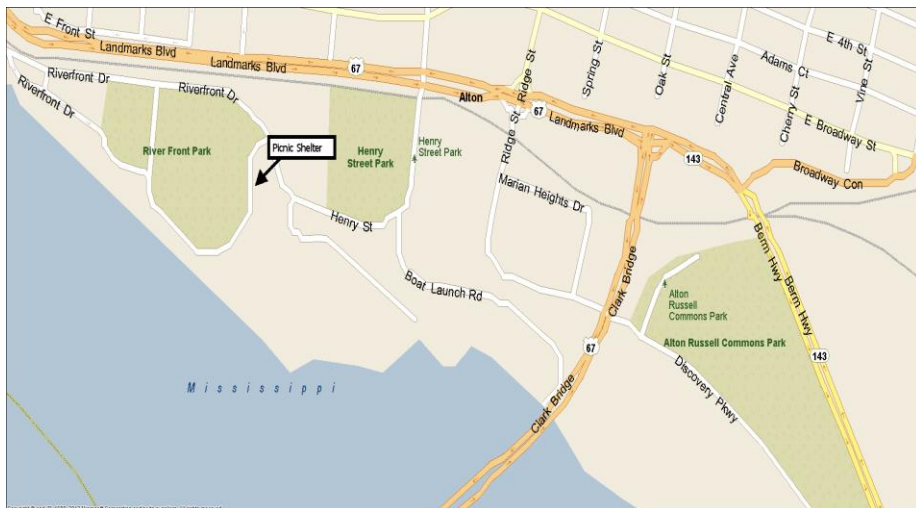 E Front St
Landmarks Blvd
Landmarks Blvd
67
Riverfront Dr
Riverfront Dr
Riverfront Dr
River Front Park
Picnic Shelter
Henry
Street Park
Henry
Street Park
Henry St
Alton
Ridge St
Ridge St
67
Landmarks Blvd
Spring St
Oak St
Central Ave
Cherry St
Adams Ct
E 4th St
Vine St
E Broadway St
143
Broadway Con
Marian Heights Dr
Boat Launch Rd
Clark Bridge
67
Clark Bridge
Berm Hwy
Berm Hwy
143
Alton
Russell
Commons Park
Alton Russell Commons Park
Discovery Pkwy
Mississippi